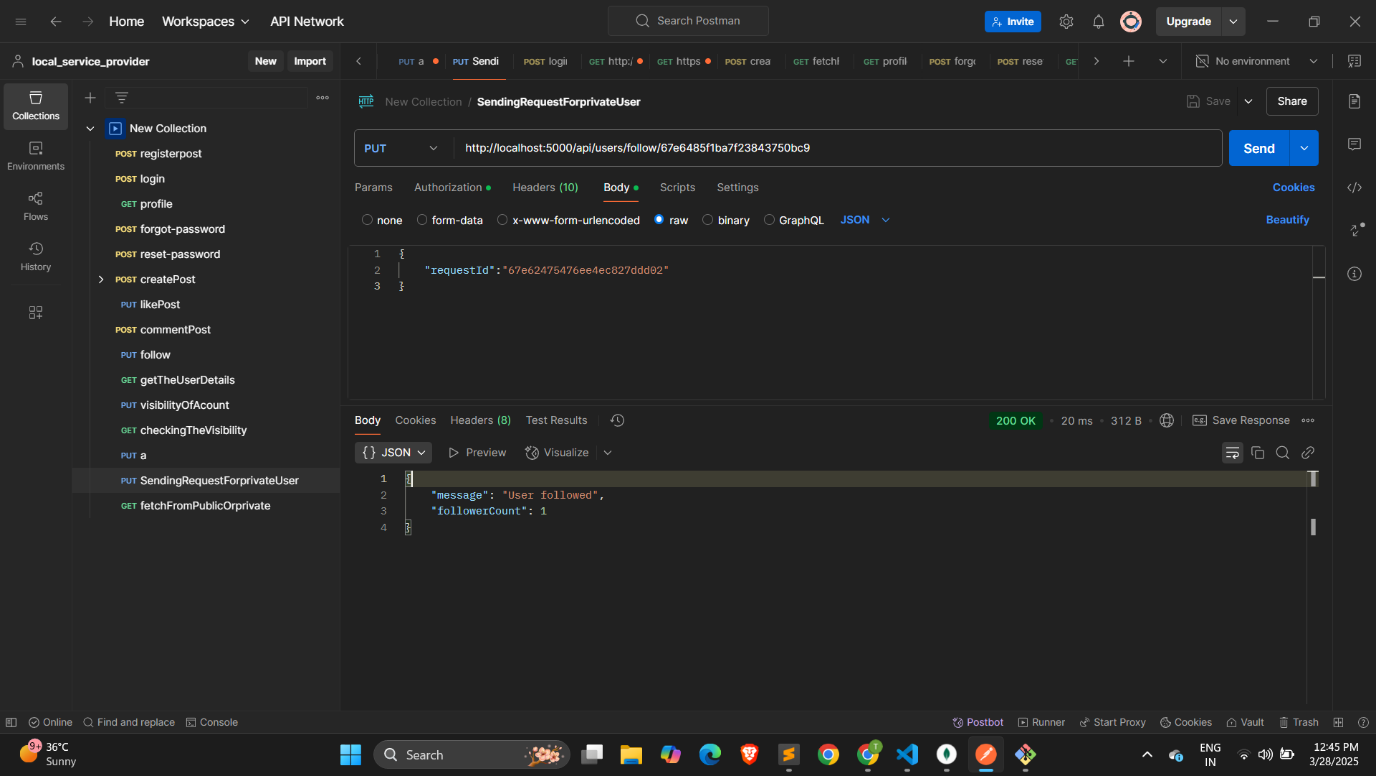 Home Workspaces API Network Search Postman Invite Upgrade
local_service_provider New Import PUT a PUT Sendi POST login GET http:/ GET https POST crea GET fetchl GET profil POST forg POST rese GE No environment
Collections
Environments
Flows
History
New Collection
POST registerpost
POST login
GET profile
POST forgot-password
POST reset-password
POST createPost
PUT likePost
POST commentPost
PUT follow
GET getTheUserDetails
PUT visibilityOfAcount
GET checkingTheVisibility
PUT a
PUT SendingRequestForprivateUser
GET fetchFromPublicOrprivate
HTTP New Collection / SendingRequestForprivateUser Save Share
PUT http://localhost:5000/api/users/follow/67e6485f1ba7f23843750bc9 Send
Params Authorization Headers (10) Body Scripts Settings Cookies
none form-data x-www-form-urlencoded raw binary GraphQL JSON Beautify
1 {
2 "requestId":"67e62475476ee4ec827ddd02"
3 }
Body Cookies Headers (8) Test Results 200 OK • 20 ms • 312 B e.g. Save Response
{} JSON Preview Visualize
1 {
2 "message": "User followed",
3 "followerCount": 1
4 }
Online Find and replace Console Postbot Runner Start Proxy Cookies Vault Trash
9+ 36°C
Sunny
Search
T
ENG
IN
12:45 PM
3/28/2025